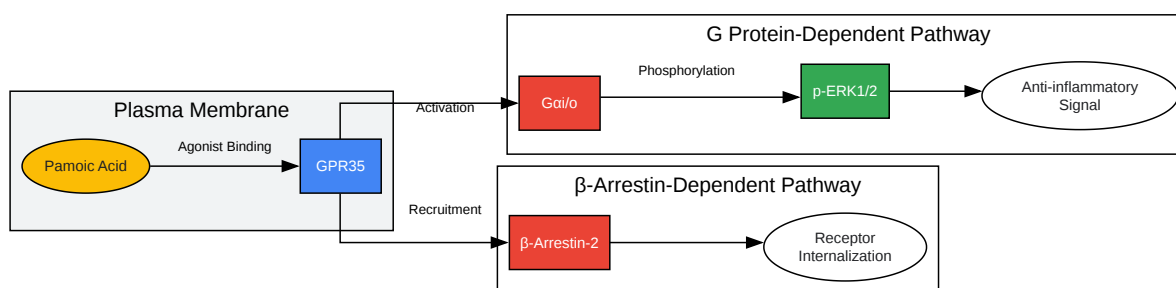 G Protein-Dependent Pathway
Phosphorylation
Gαi/o
p-ERK1/2
Anti-inflammatory
Signal
Plasma Membrane
Activation
Agonist Binding
Pamoic Acid
GPR35
β-Arrestin-Dependent Pathway
Recruitment
β-Arrestin-2
Receptor
Internalization